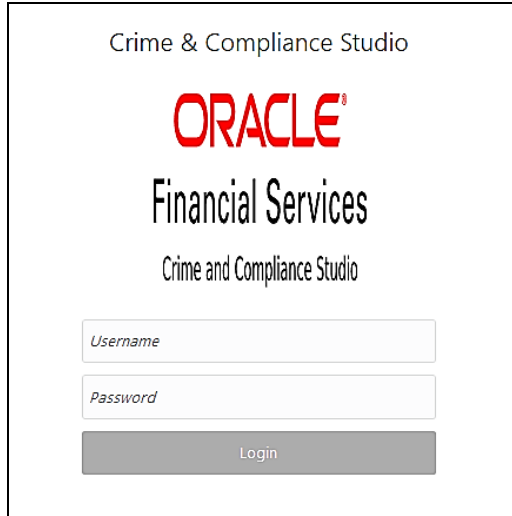 Crime & Compliance Studio
ORACLE®
Financial Services
Crime and Compliance Studio
Username
Password
Login